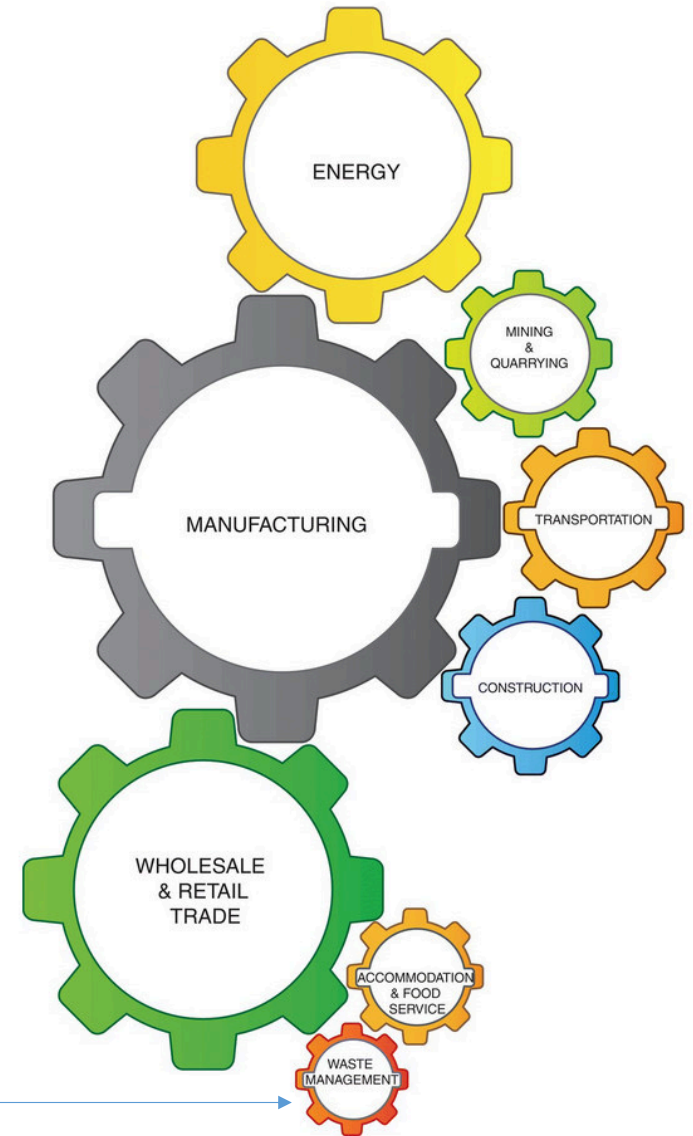 ENERGY
MINING
&
QUARRYING
MANUFACTURING
TRANSPORTATION
CONSTRUCTION
WHOLESALE
& RETAIL
TRADE
ACCOMMODATION
& FOOD
SERVICE
WASTE
MANAGEMENT